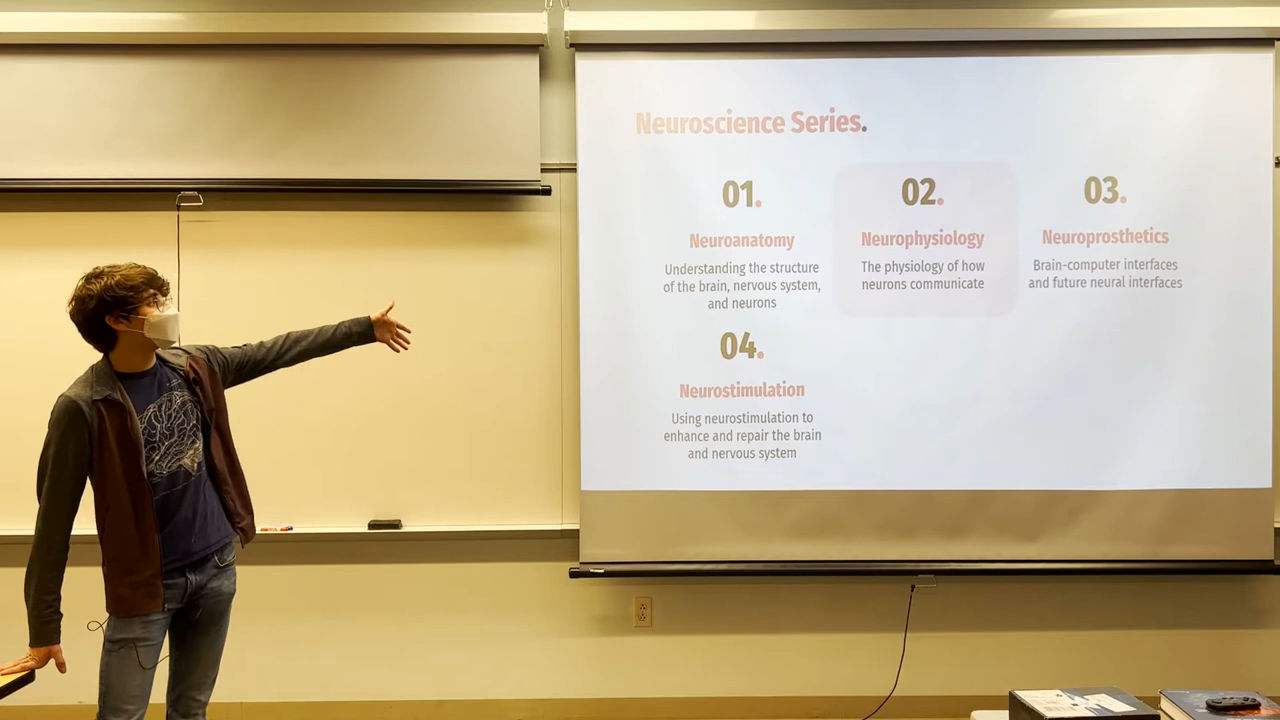 Neuroscience Series.
01.
Neuroanatomy
Understanding the structure
of the brain, nervous system,
and neurons
02.
Neurophysiology
The physiology of how
neurons communicate
03.
Neuroprosthetics
Brain-computer interfaces
and future neural interfaces
04.
Neurostimulation
Using neurostimulation to
enhance and repair the brain
and nervous system